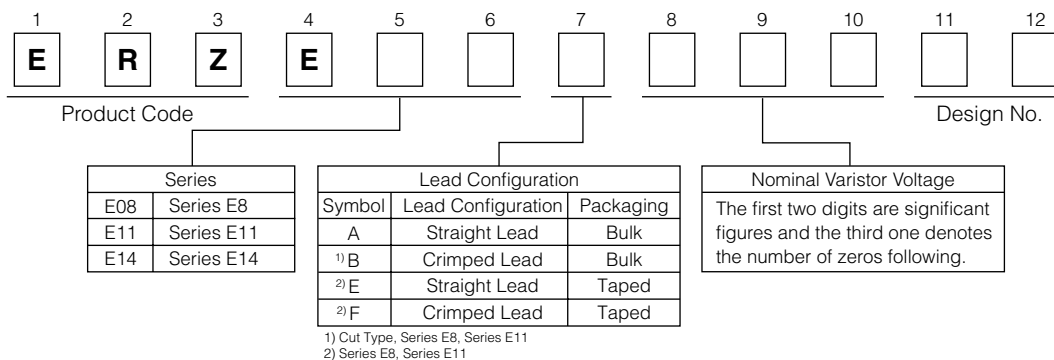 1 2 3 4 5 6 7 8 9 10 11 12
E R Z E
Product Code
Design No.
Series
E08 Series E8
E11 Series E11
E14 Series E14
Lead Configuration
Symbol Lead Configuration Packaging
A Straight Lead Bulk
1) B Crimped Lead Bulk
2) E Straight Lead Taped
2) F Crimped Lead Taped
1) Cut Type, Series E8, Series E11
2) Series E8, Series E11
Nominal Varistor Voltage
The first two digits are significant
figures and the third one denotes
the number of zeros following.